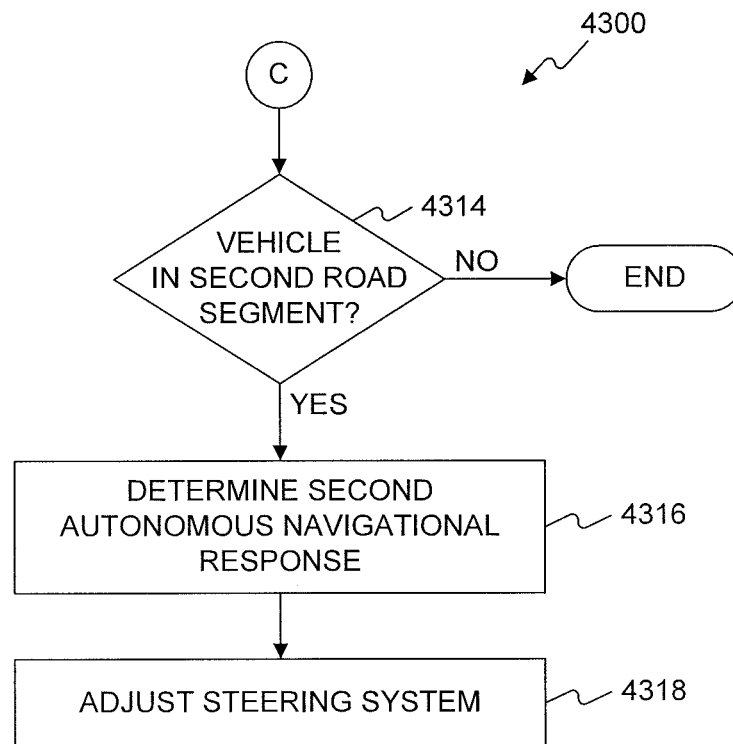 4300
C
4314
VEHICLE
IN SECOND ROAD
SEGMENT?
NO
END
YES
DETERMINE SECOND
AUTONOMOUS NAVIGATIONAL
RESPONSE
4316
ADJUST STEERING SYSTEM
4318